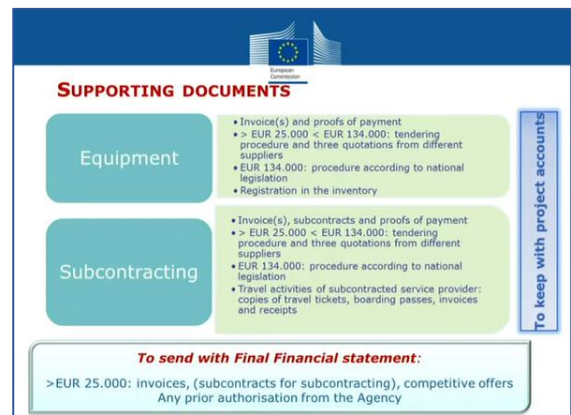 European
Commission
SUPPORTING DOCUMENTS
Equipment
• Invoice(s) and proofs of payment
• > EUR 25.000 < EUR 134.000: tendering
procedure and three quotations from different
suppliers
• EUR 134.000: procedure according to national
legislation
• Registration in the inventory
Subcontracting
• Invoice(s), subcontracts and proofs of payment
• > EUR 25.000 < EUR 134.000: tendering
procedure and three quotations from different
suppliers
• EUR 134.000: procedure according to national
legislation
• Travel activities of subcontracted service provider:
copies of travel tickets, boarding passes, invoices
and receipts
To keep with project accounts
To send with Final Financial statement:
>EUR 25.000: invoices, (subcontracts for subcontracting), competitive offers
Any prior authorisation from the Agency